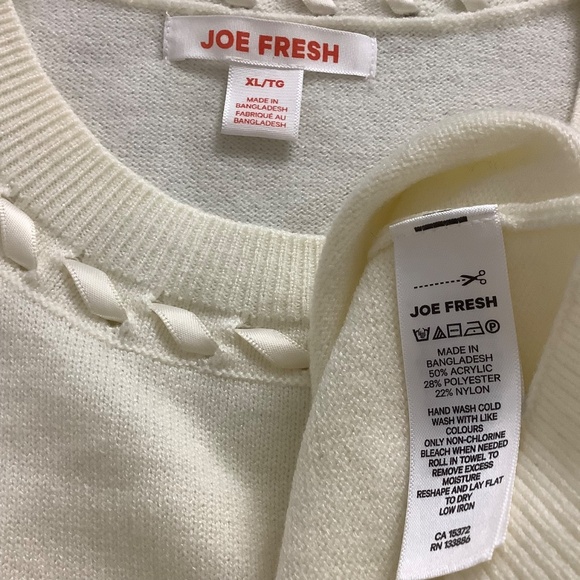 JOE FRESH
XL/TG
MADE IN
BANGLADESH
FABRIQUÉ AU
BANGLADESH
JOE FRESH
MADE IN
BANGLADESH
50% ACRYLIC
28% POLYESTER
22% NYLON
HAND WASH COLD
WASH WITH LIKE
COLOURS
ONLY NON-CHLORINE
BLEACH WHEN NEEDED
ROLL IN TOWEL TO
REMOVE EXCESS
MOISTURE
RESHAPE AND LAY FLAT
TO DRY
LOW IRON
CA 15372
RN 133886